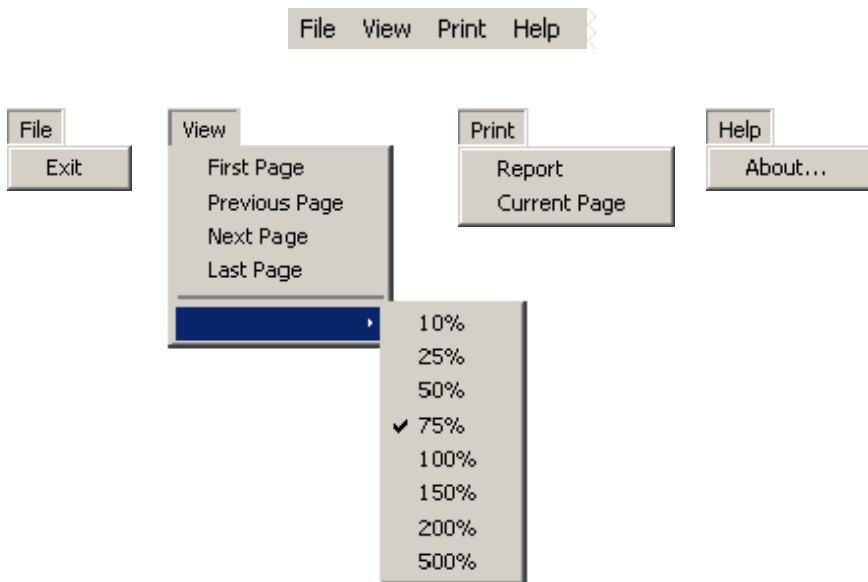 File View Print Help
File
Exit
View
First Page
Previous Page
Next Page
Last Page
10%
25%
50%
75%
100%
150%
200%
500%
Print
Report
Current Page
Help
About...